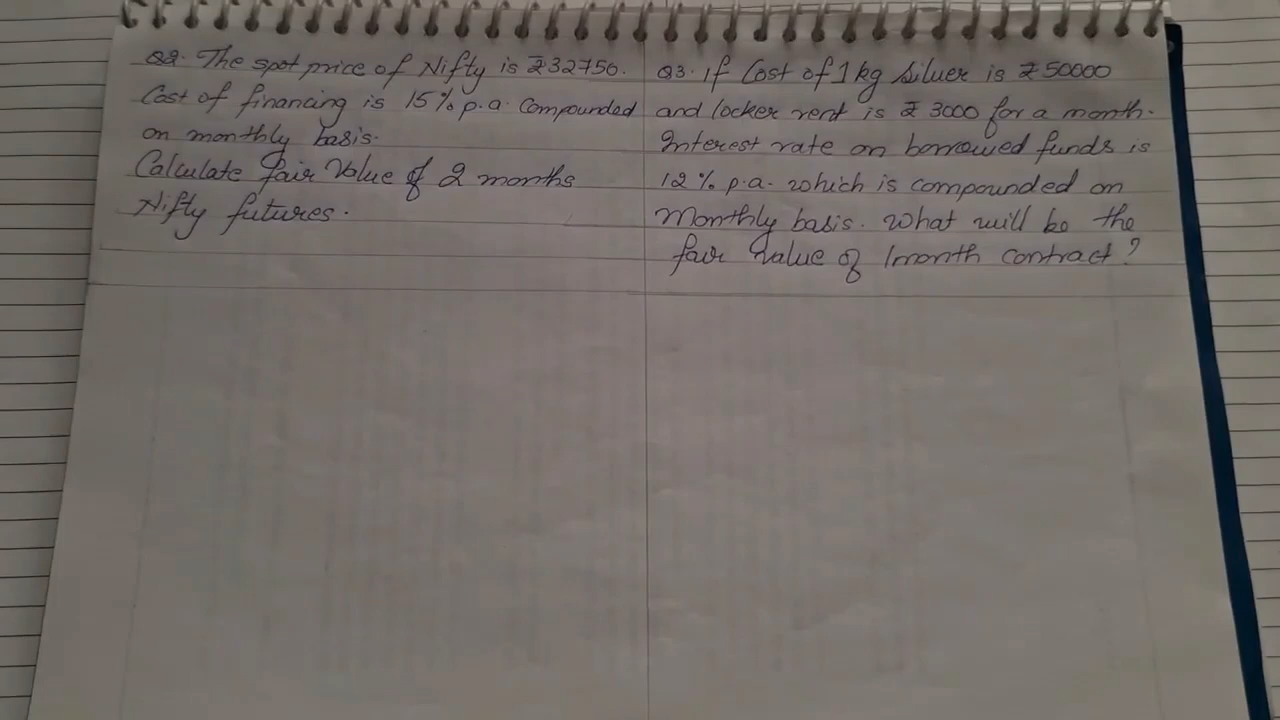 Q2. The spot price of Nifty is ₹32750.
Cost of financing is 15% p.a. Compounded
on monthly basis.
Calculate fair Value of 2 months
Nifty futures.
Q3. If Cost of 1 kg Silver is ₹50000
and locker rent is ₹3000 for a month.
Interest rate on borrowed funds is
12% p.a. which is compounded on
Monthly basis. What will be the
fair Value of 1month contract?